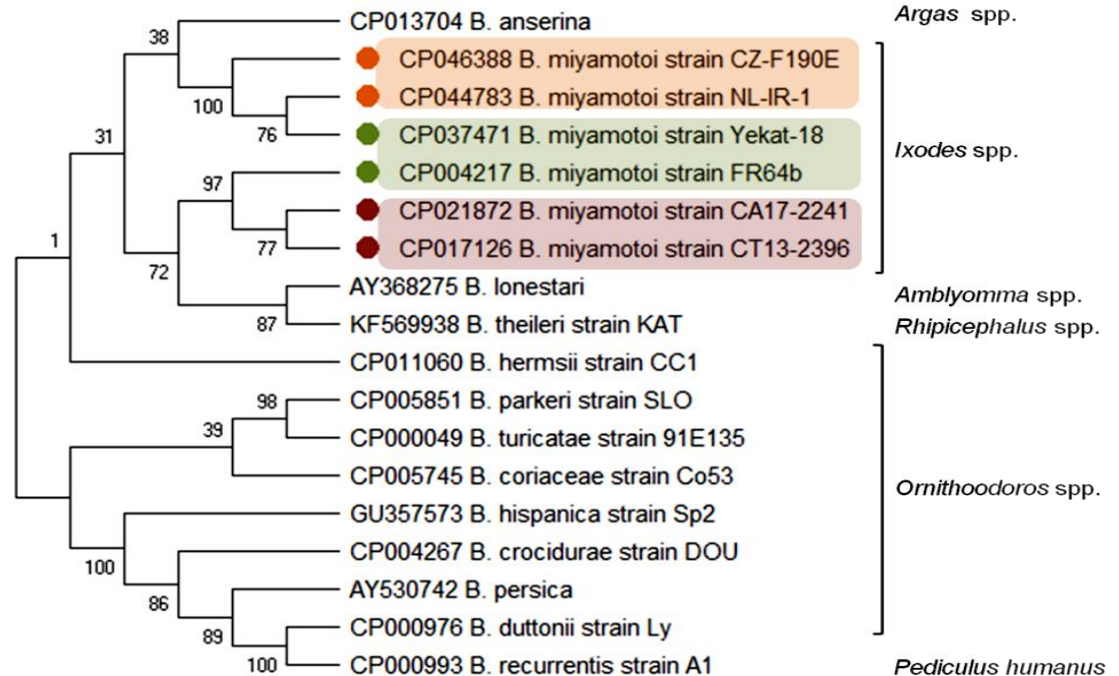 CP013704 B. anserina
Argas spp.
38
CP046388 B. miyamotoi strain CZ-F190E
100
CP044783 B. miyamotoi strain NL-IR-1
76
CP037471 B. miyamotoi strain Yekat-18
31
Ixodes spp.
CP004217 B. miyamotoi strain FR64b
97
CP021872 B. miyamotoi strain CA17-2241
77
CP017126 B. miyamotoi strain CT13-2396
1
72
AY368275 B. lonestari
Amblyomma spp.
87
KF569938 B. theileri strain KAT
Rhipicephalus spp.
CP011060 B. hermsii strain CC1
98
CP005851 B. parkeri strain SLO
39
CP000049 B. turicatae strain 91E135
CP005745 B. coriaceae strain Co53
Ornithoodoros spp.
GU357573 B. hispanica strain Sp2
100
CP004267 B. crocidurae strain DOU
86
AY530742 B. persica
89
CP000976 B. duttonii strain Ly
100
CP000993 B. recurrentis strain A1
Pediculus humanus